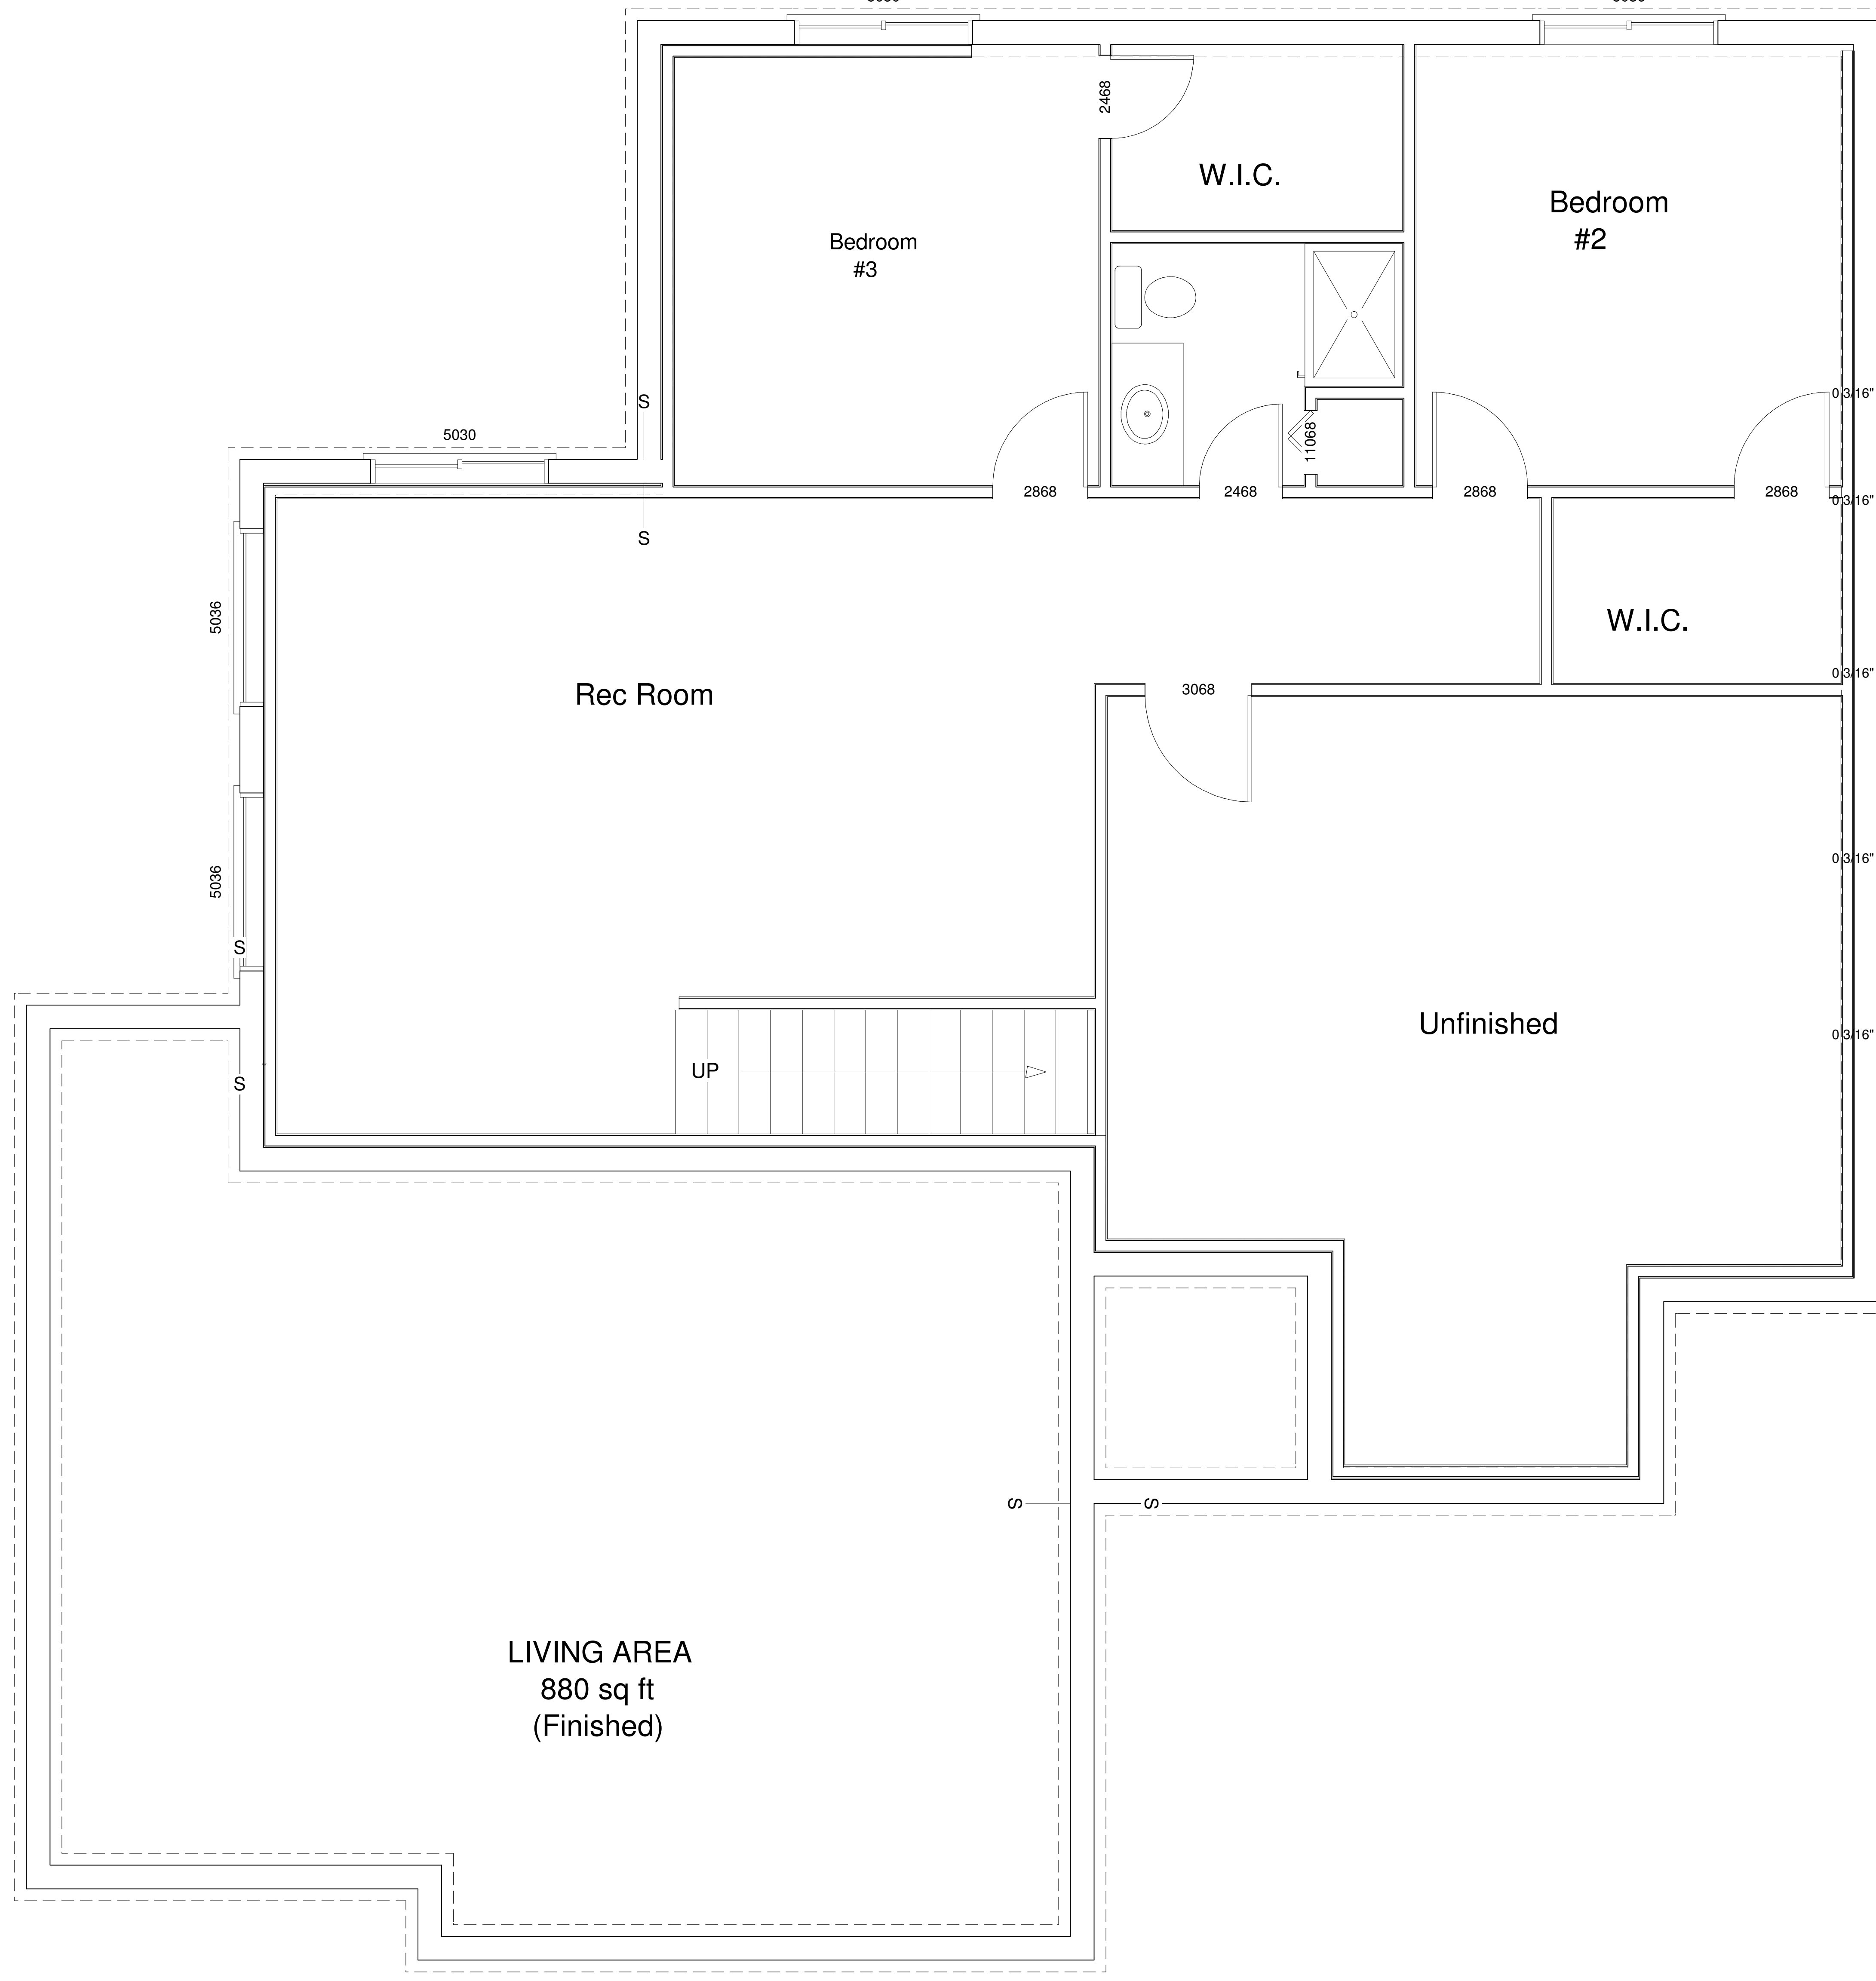 2468
W.I.C.
Bedroom
#2
Bedroom
#3
S
0 3/16"
5030
11068
2868
2468
2868
2868
0 3/16"
S
5036
W.I.C.
0 3/16"
3068
Rec Room
0 3/16"
5036
S
Unfinished
0 3/16"
UP
S
S
S
LIVING AREA
880 sq ft
(Finished)